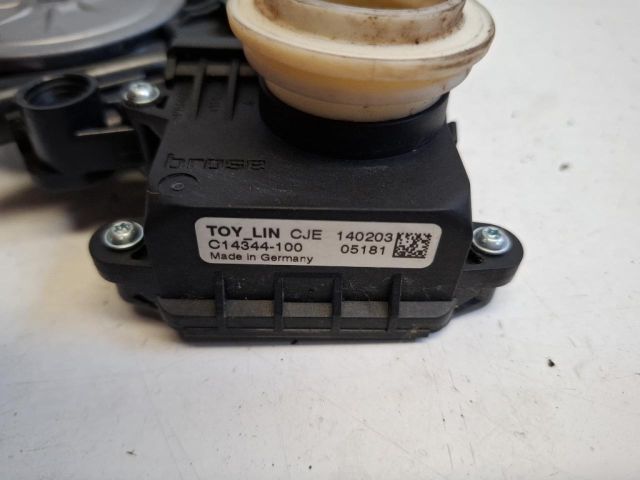 brose
TOY_LIN CJE 140203
C14344-100 05181
Made in Germany